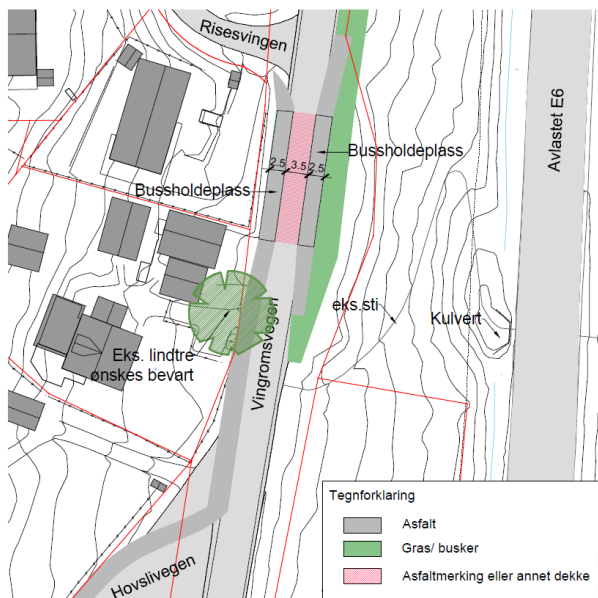 Risesvingen
Bussholdeplass
2.5 3.5 2.5
Bussholdeplass
Avlastet E6
Vingromsvegen
eks.sti
Kulvert
Eks. lindtre
ønskes bevart
Hovslivegen
Tegnforklaring
Asfalt
Gras/ busker
Asfaltmerking eller annet dekke